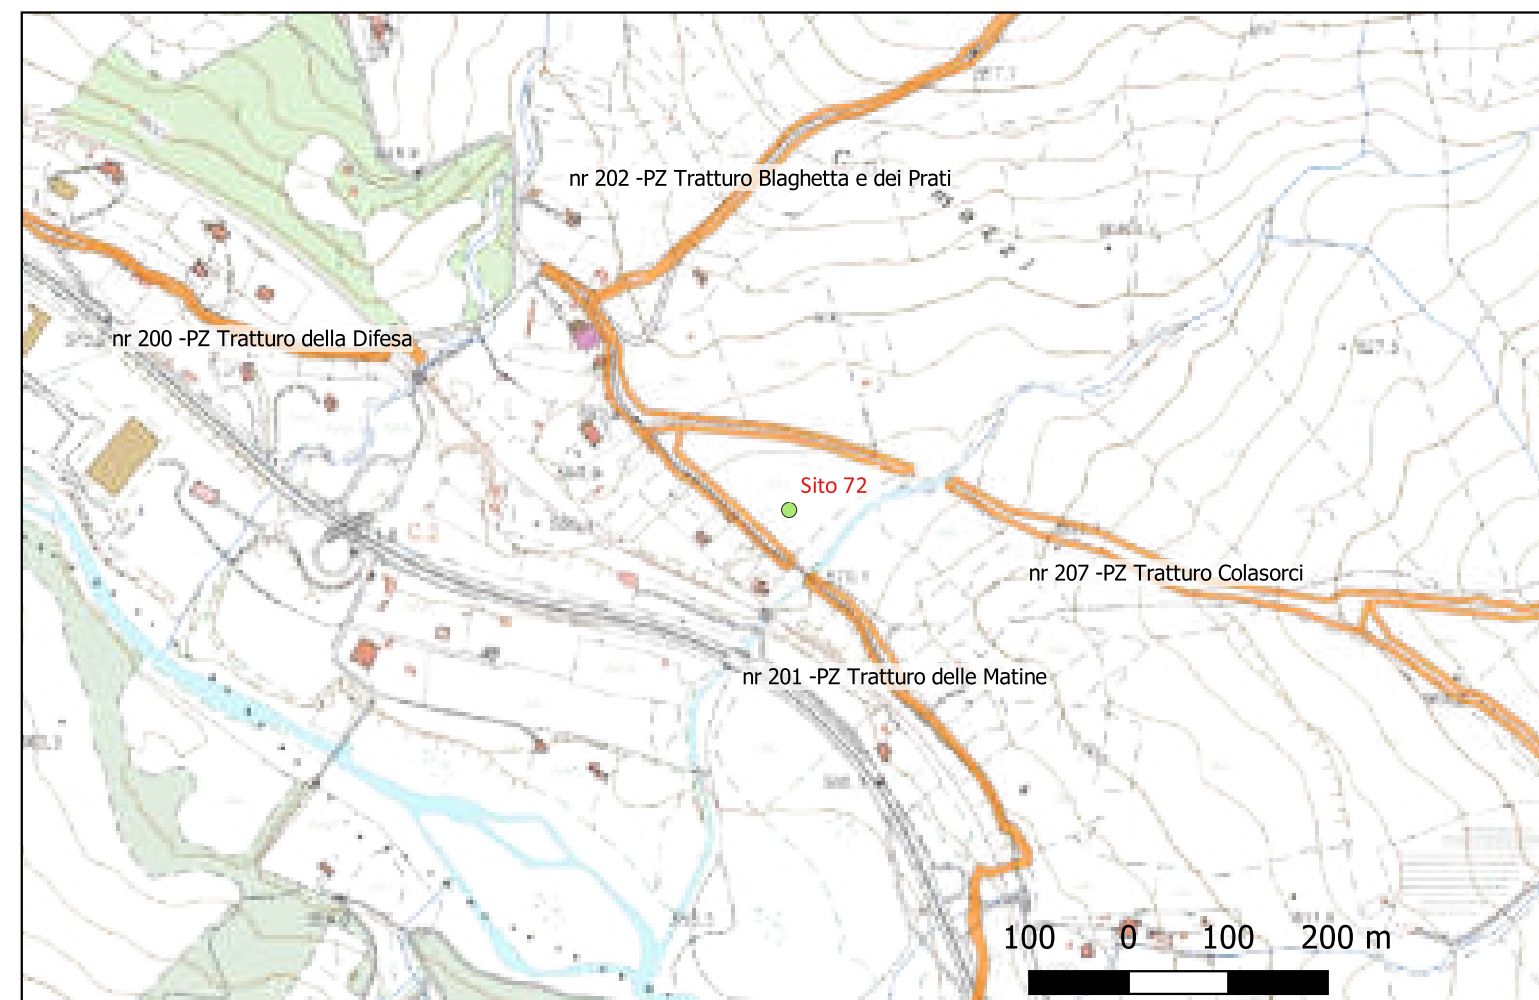 nr 202 -PZ Tratturo Blaghetta e dei Prati
nr 200 -PZ Tratturo della Difesa
Sito 72
nr 207 -PZ Tratturo Colasorci
nr 201 -PZ Tratturo delle Matine
100 0 100 200 m